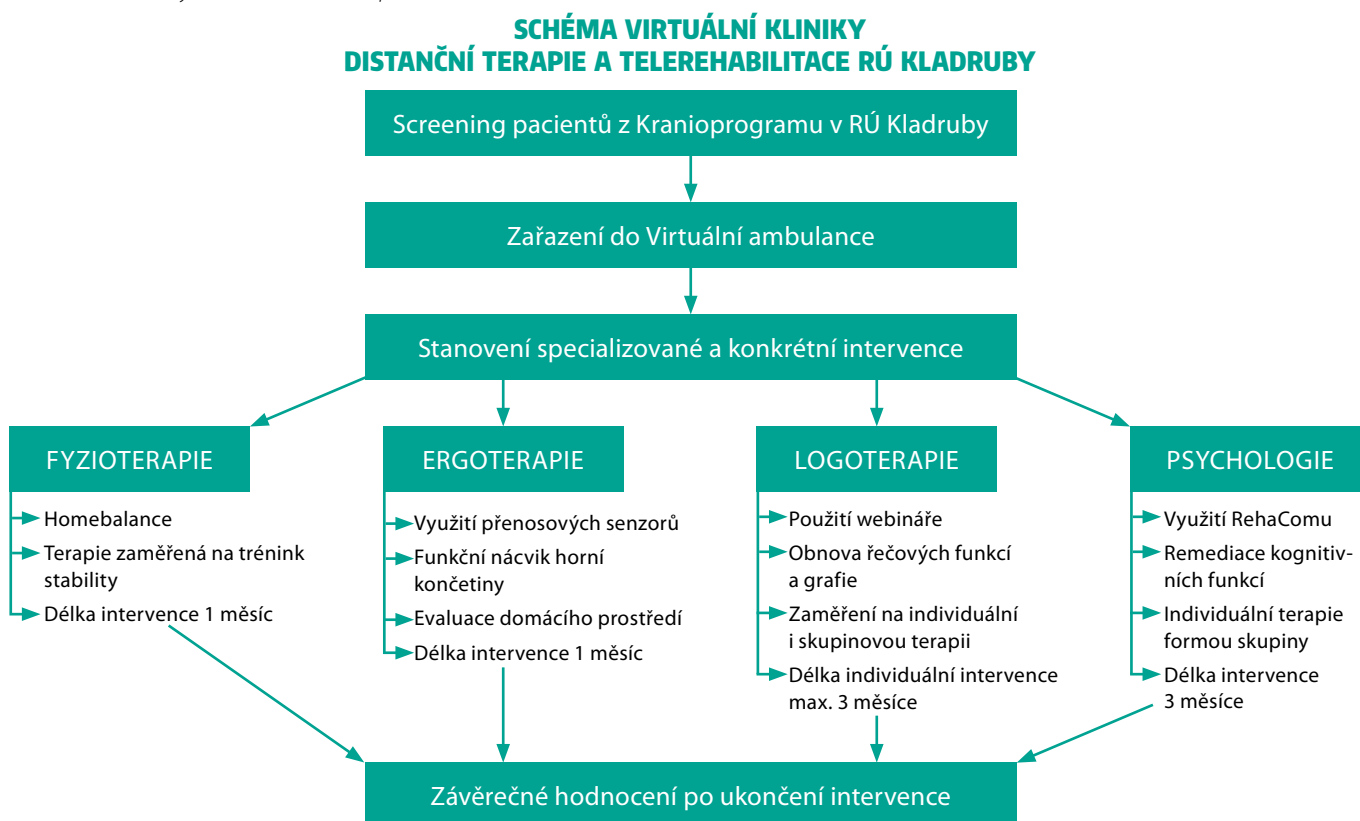 SCHÉMA VIRTUÁLNÍ KLINIKY
DISTANČNÍ TERAPIE A TELEREHABILITACE RÚ KLADRUBY
Screening pacientů z Kranioprogramu v RÚ Kladruby
Zařazení do Virtuální ambulance
Stanovení specializované a konkrétní intervence
FYZIOTERAPIE
Homebalance
Terapie zaměřená na trénink
stability
Délka intervence 1 měsíc
ERGOTERAPIE
Využití přenosových senzorů
Funkční nácvik horní
končetiny
Evaluace domácího prostředí
Délka intervence 1 měsíc
LOGOTERAPIE
Použití webináře
Obnova řečových funkcí
a grafie
Zaměření na individuální
i skupinovou terapii
Délka individuální intervence
max. 3 měsíce
PSYCHOLOGIE
Využití RehaComu
Remediace kognitiv-
ních funkcí
Individuální terapie
formou skupiny
Délka intervence
3 měsíce
Závěrečné hodnocení po ukončení intervence